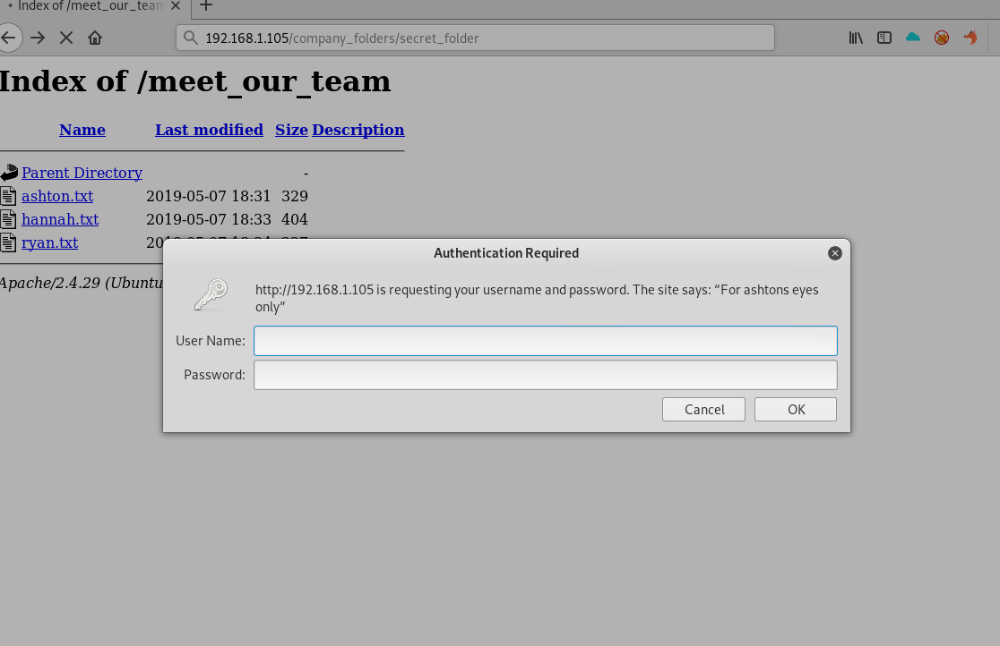 Index of /meet_our_team
192.168.1.105/company_folders/secret_folder
Index of /meet_our_team
Name Last modified Size Description
Parent Directory -
ashton.txt 2019-05-07 18:31 329
hannah.txt 2019-05-07 18:33 404
ryan.txt
Apache/2.4.29 (Ubuntu
Authentication Required
http://192.168.1.105 is requesting your username and password. The site says: “For ashtons eyes
only”
User Name:
Password:
Cancel OK